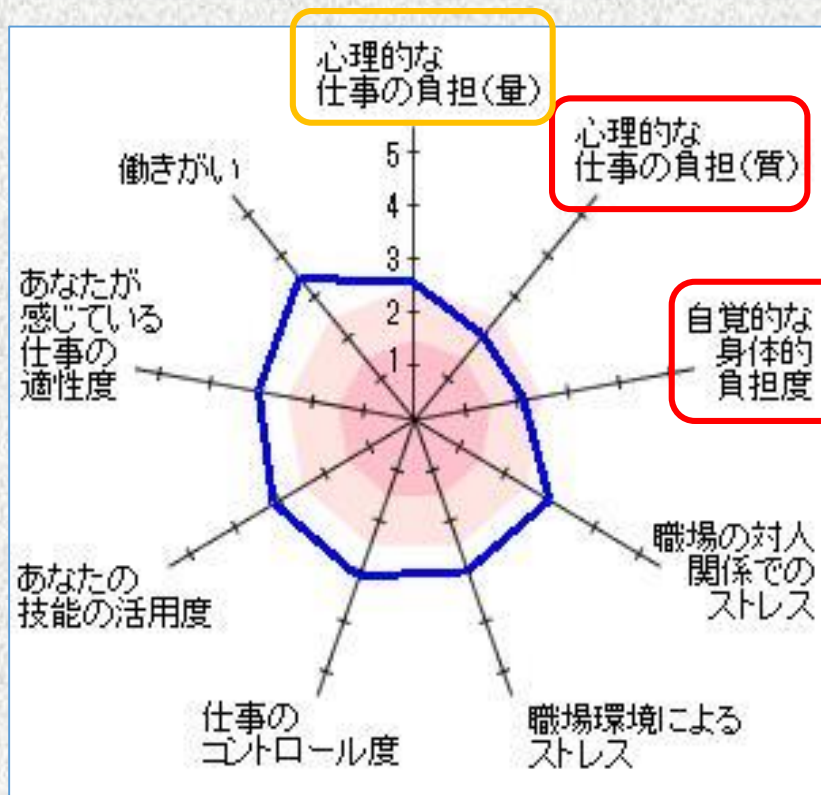 心理的な
仕事の負担(量)
心理的な
仕事の負担(質)
自覚的な
身体的
負担度
職場の対人
関係での
ストレス
職場環境による
ストレス
仕事の
コントロール度
あなたの
技能の活用度
あなたが
感じている
仕事の
適性度
働きがい
5
4
3
2
1